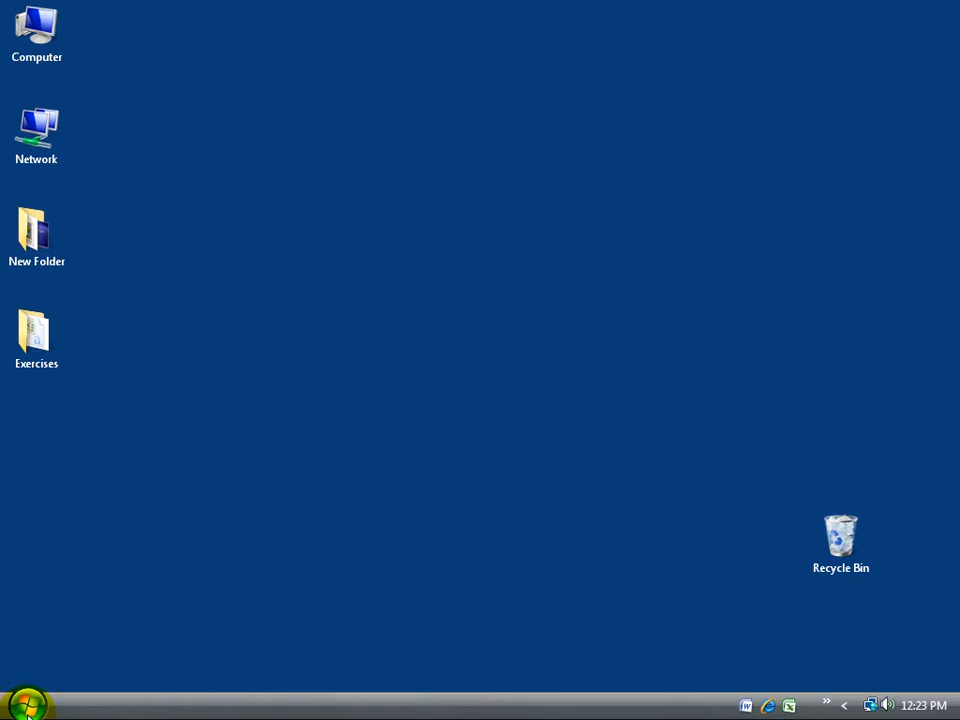 Computer
Network
New Folder
Exercises
Recycle Bin
12:23 PM